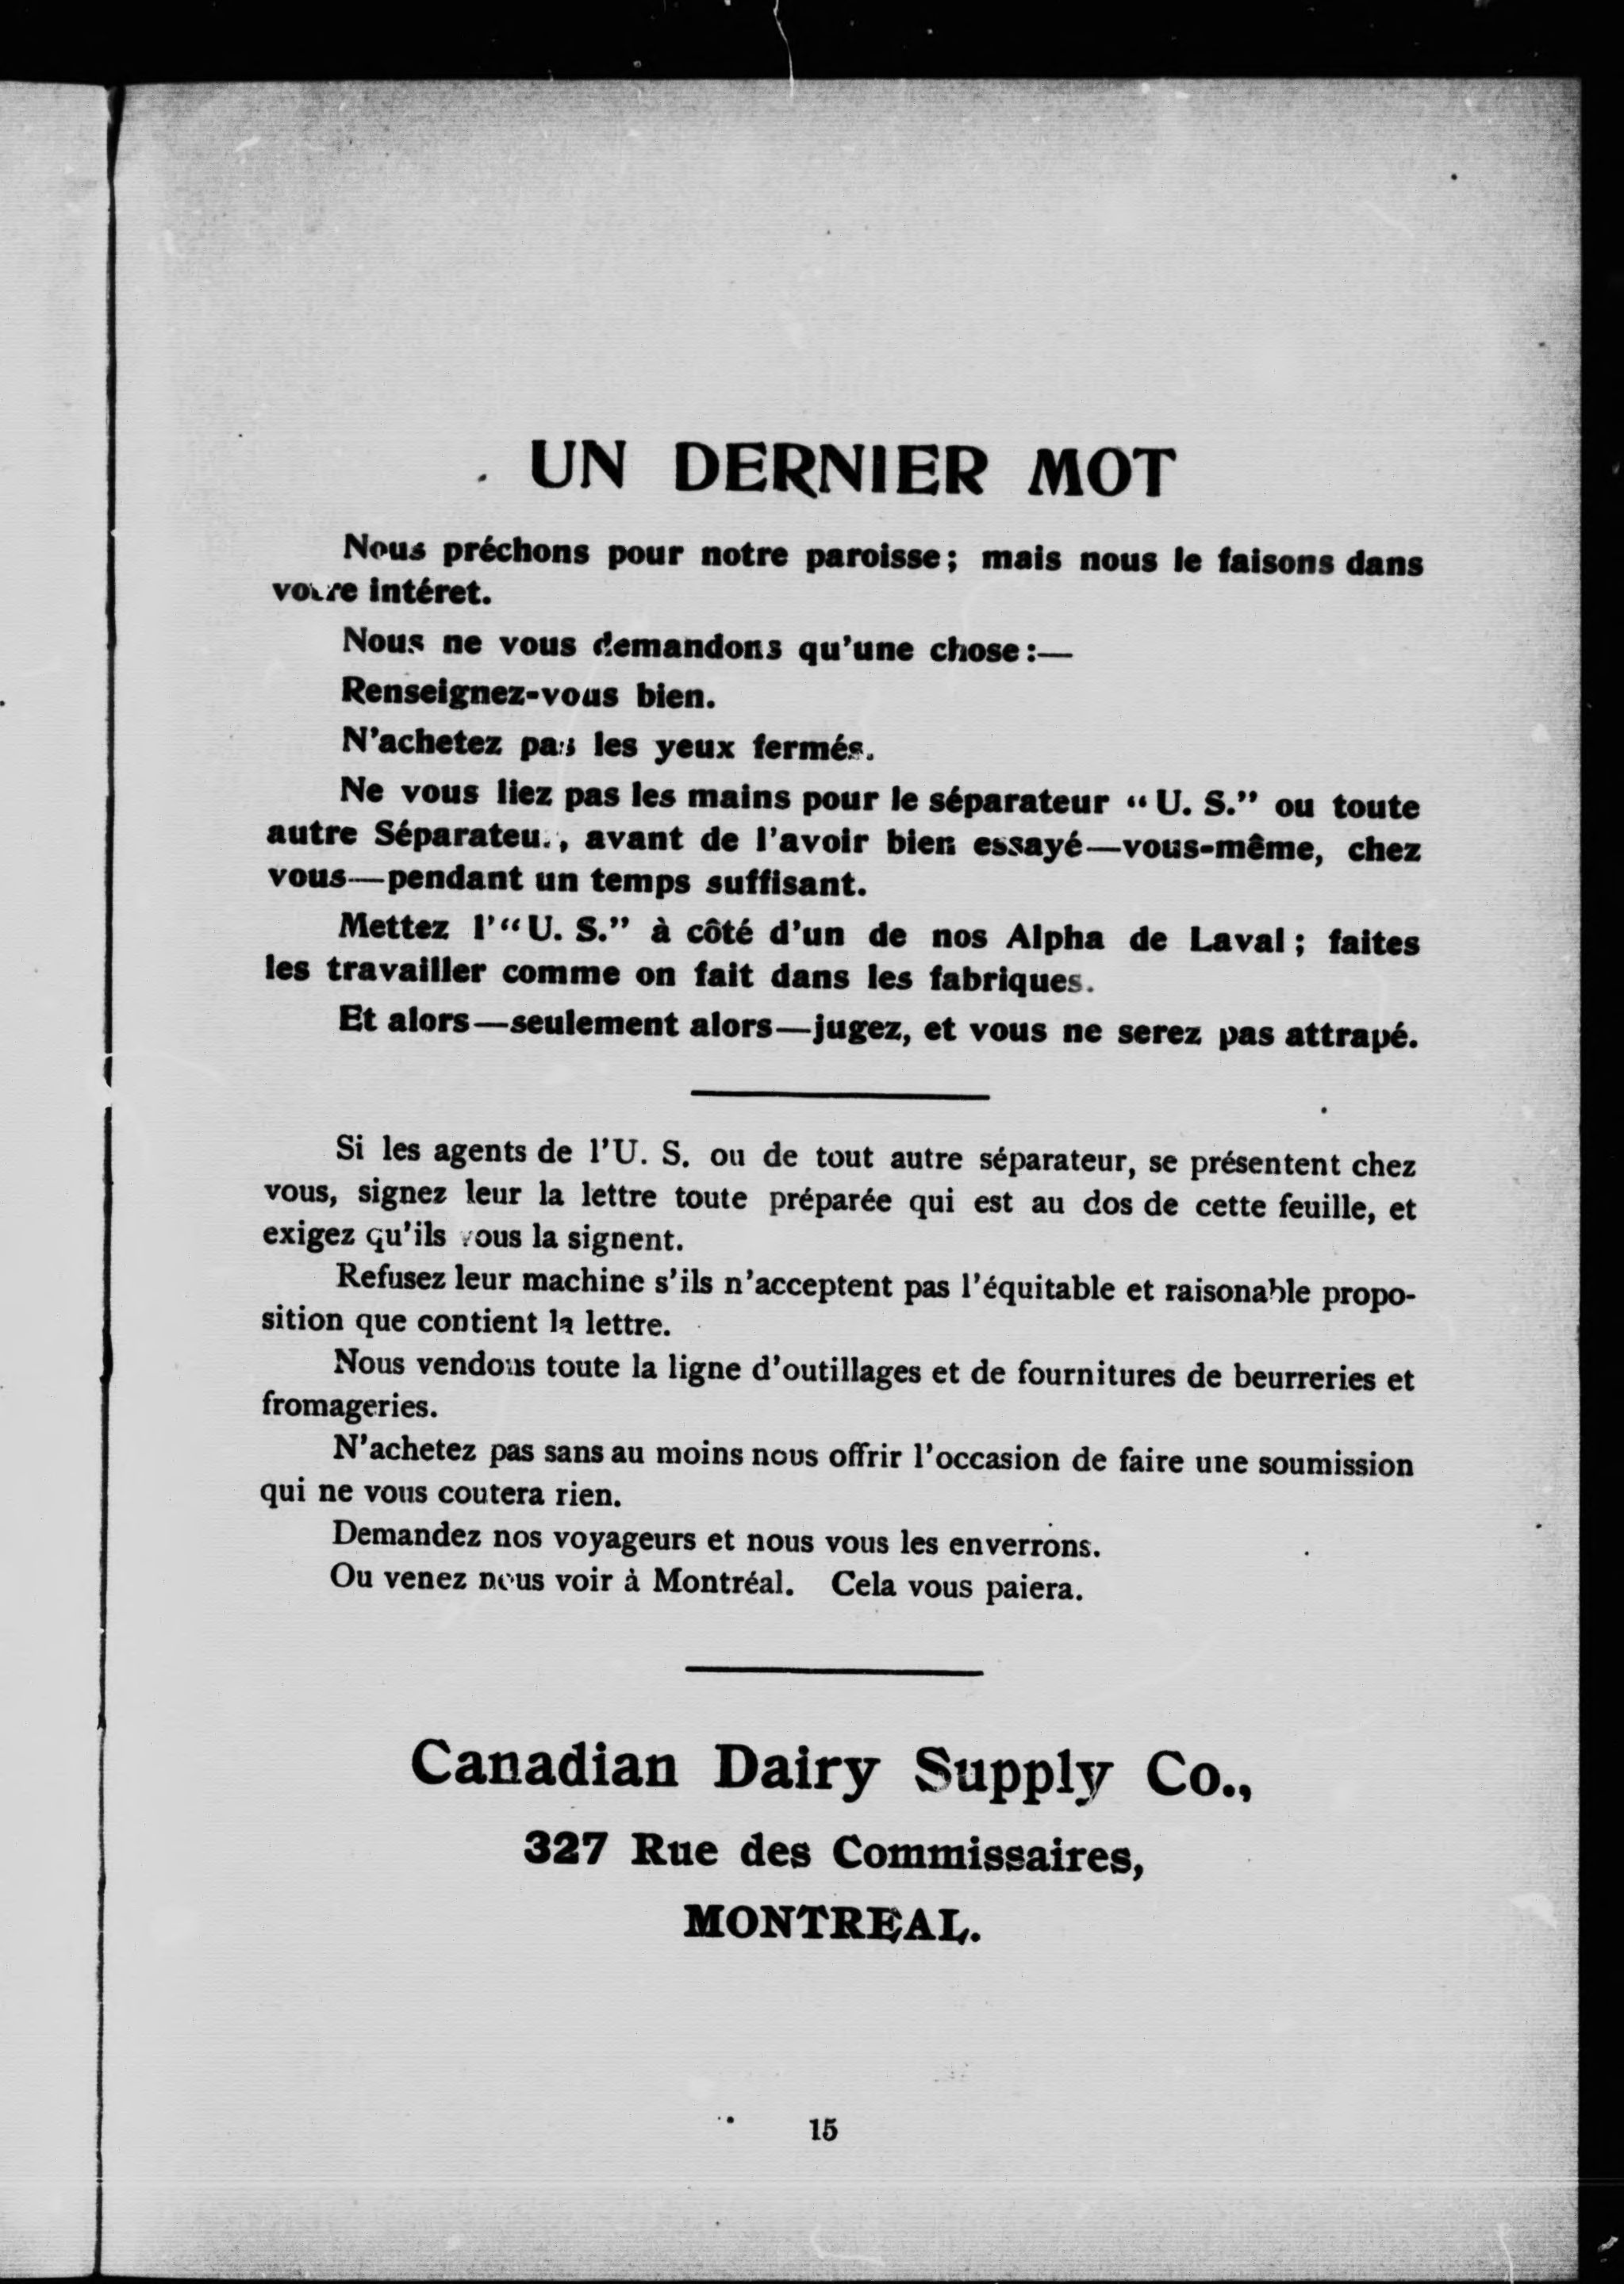 UN DERNIER MOT
Nous préchons pour notre paroisse; mais nous le faisons dans
votre intéret.
Nous ne vous demandons qu'une chose:—
Renseignez-vous bien.
N'achetez pas les yeux fermés.
Ne vous liez pas les mains pour le séparateur “U. S.” ou toute
autre Séparateur, avant de l'avoir bien essayé—vous-même, chez
vous—pendant un temps suffisant.
Mettez l'“U. S.” à côté d'un de nos Alpha de Laval; faites
les travailler comme on fait dans les fabriques.
Et alors—seulement alors—jugez, et vous ne serez pas attrapé.
Si les agents de l'U. S. ou de tout autre séparateur, se présentent chez
vous, signez leur la lettre toute préparée qui est au dos de cette feuille, et
exigez qu'ils vous la signent.
Refusez leur machine s'ils n'acceptent pas l'équitable et raisonable propo-
sition que contient la lettre.
Nous vendons toute la ligne d'outillages et de fournitures de beurreries et
fromageries.
N'achetez pas sans au moins nous offrir l'occasion de faire une soumission
qui ne vous coutera rien.
Demandez nos voyageurs et nous vous les enverrons.
Ou venez nous voir à Montréal. Cela vous paiera.
Canadian Dairy Supply Co.,
327 Rue des Commissaires,
MONTREAL.
15